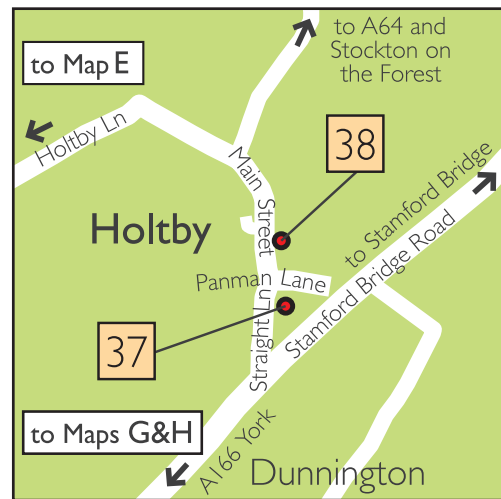 to Map E
to A64 and
Stockton on
the Forest
Holtby Ln
38
Main Street
Holtby
to Stamford Bridge
Stamford Bridge Road
Panman Lane
37
Straight Ln
to Maps G&H
A166 York
Dunnington